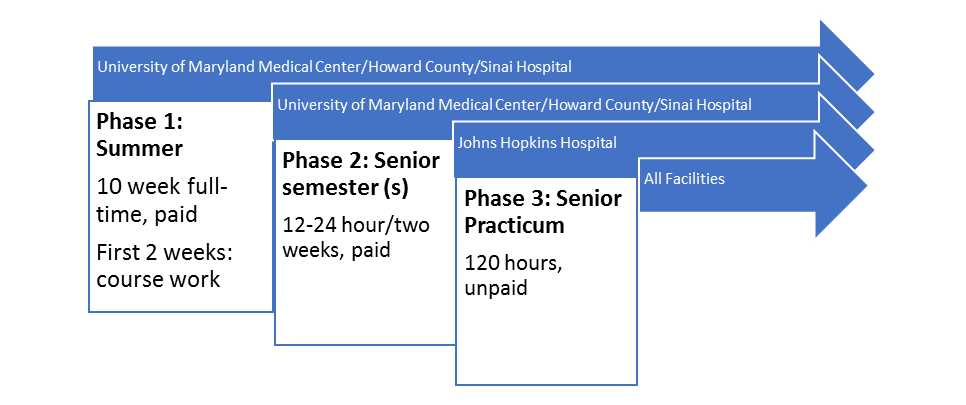 University of Maryland Medical Center/Howard County/Sinai Hospital
Phase 1:
Summer
10 week full-
time, paid
First 2 weeks:
course work
University of Maryland Medical Center/Howard County/Sinai Hospital
Phase 2: Senior
semester (s)
12-24 hour/two
weeks, paid
Johns Hopkins Hospital
Phase 3: Senior
Practicum
120 hours,
unpaid
All Facilities